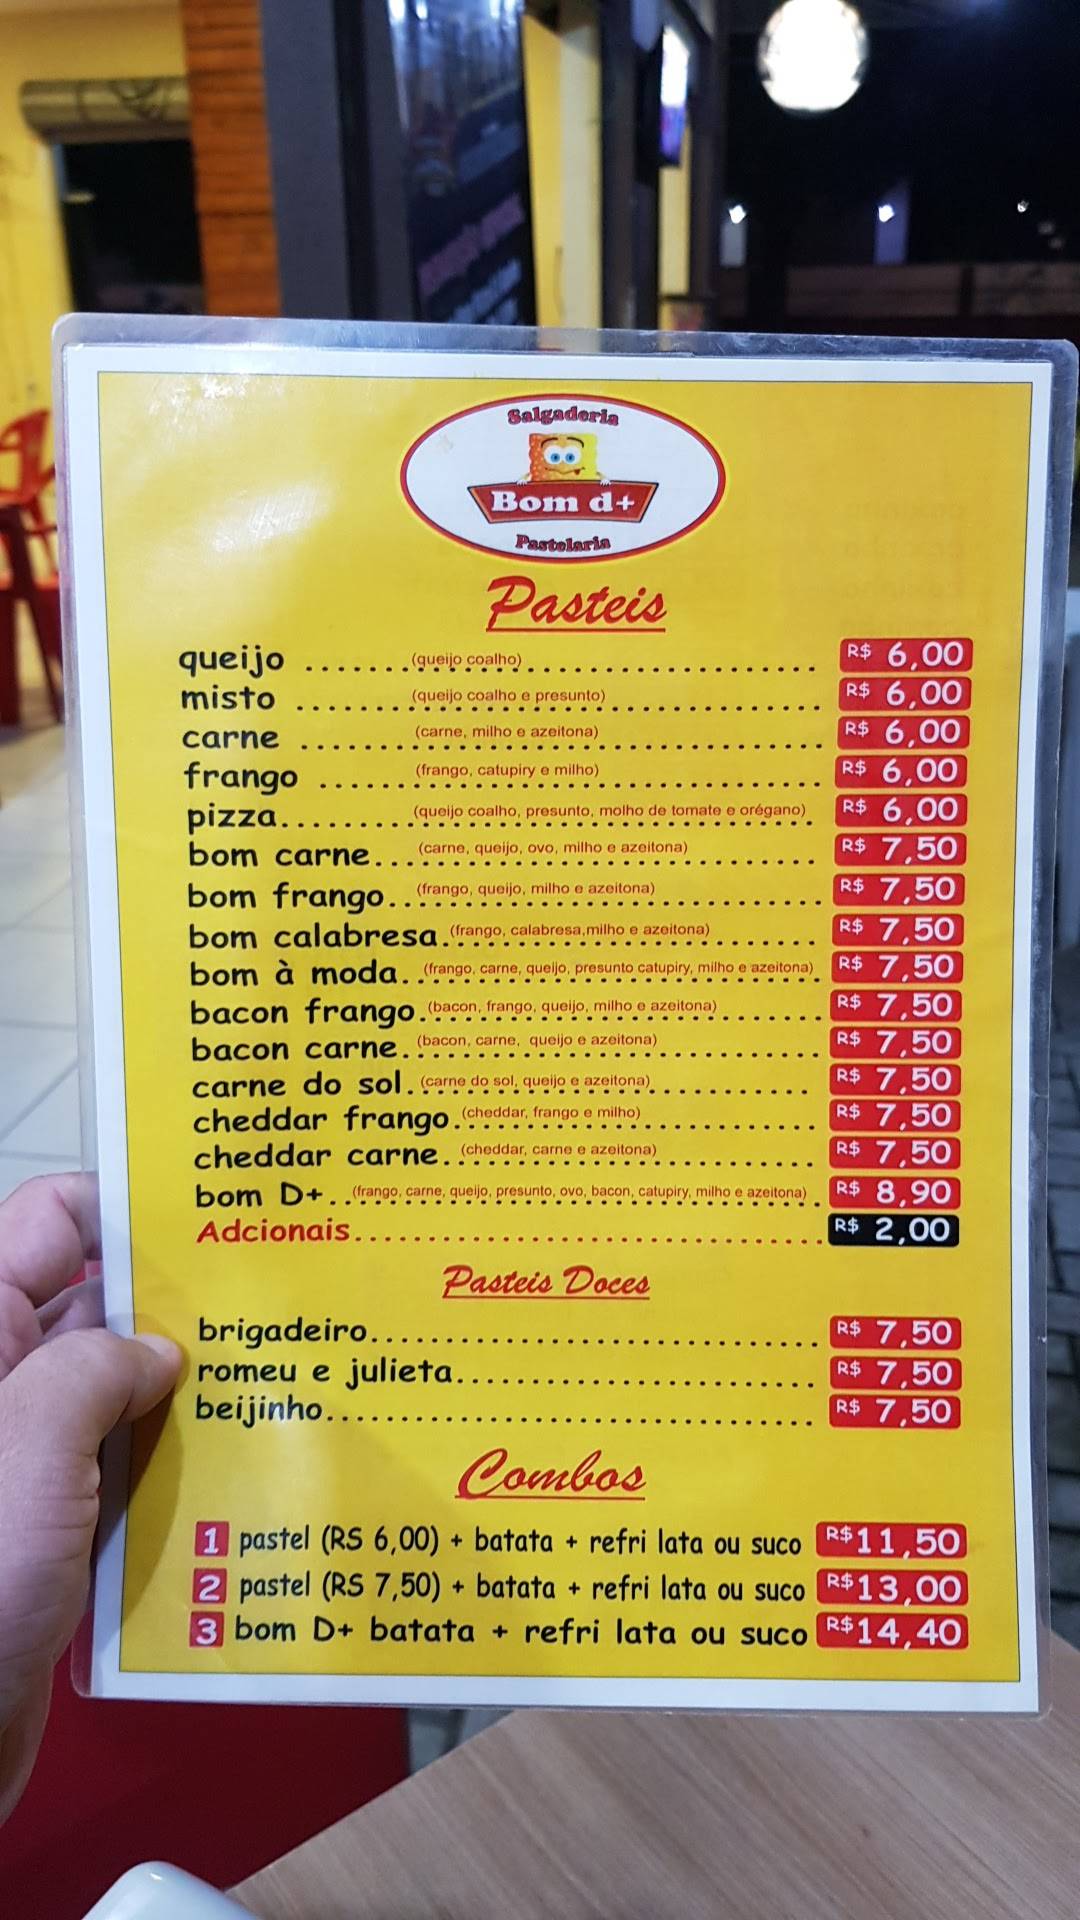 Salgaderia
Bom d+
Pastelaria
Pasteis
queijo ........(queijo coalho)...................... R$ 6,00
misto ........(queijo coalho e presunto)................ R$ 6,00
carne ........(carne, milho e azeitona)................ R$ 6,00
frango ........(frango, catupiry e milho)................ R$ 6,00
pizza........(queijo coalho, presunto, molho de tomate e orégano). R$ 6,00
bom carne...(carne, queijo, ovo, milho e azeitona)........ R$ 7,50
bom frango..(frango, queijo, milho e azeitona)........... R$ 7,50
bom calabresa.(frango, calabresa,milho e azeitona)....... R$ 7,50
bom à moda..(frango, carne, queijo, presunto catupiry, milho e azeitona) R$ 7,50
bacon frango.(bacon, frango, queijo, milho e azeitona)....... R$ 7,50
bacon carne.(bacon, carne, queijo e azeitona).......... R$ 7,50
carne do sol.(carne do sol, queijo e azeitona).......... R$ 7,50
cheddar frango.(cheddar, frango e milho).......... R$ 7,50
cheddar carne..(cheddar, carne e azeitona).......... R$ 7,50
bom D+..(frango, carne, queijo, presunto, ovo, bacon, catupiry, milho e azeitona). R$ 8,90
Adcionais.............................. R$ 2,00
Pasteis Doces
brigadeiro............................. R$ 7,50
romeu e julieta........................ R$ 7,50
beijinho............................... R$ 7,50
Combos
1 pastel (RS 6,00) + batata + refri lata ou suco R$11,50
2 pastel (RS 7,50) + batata + refri lata ou suco R$13,00
3 bom D+ batata + refri lata ou suco R$14,40